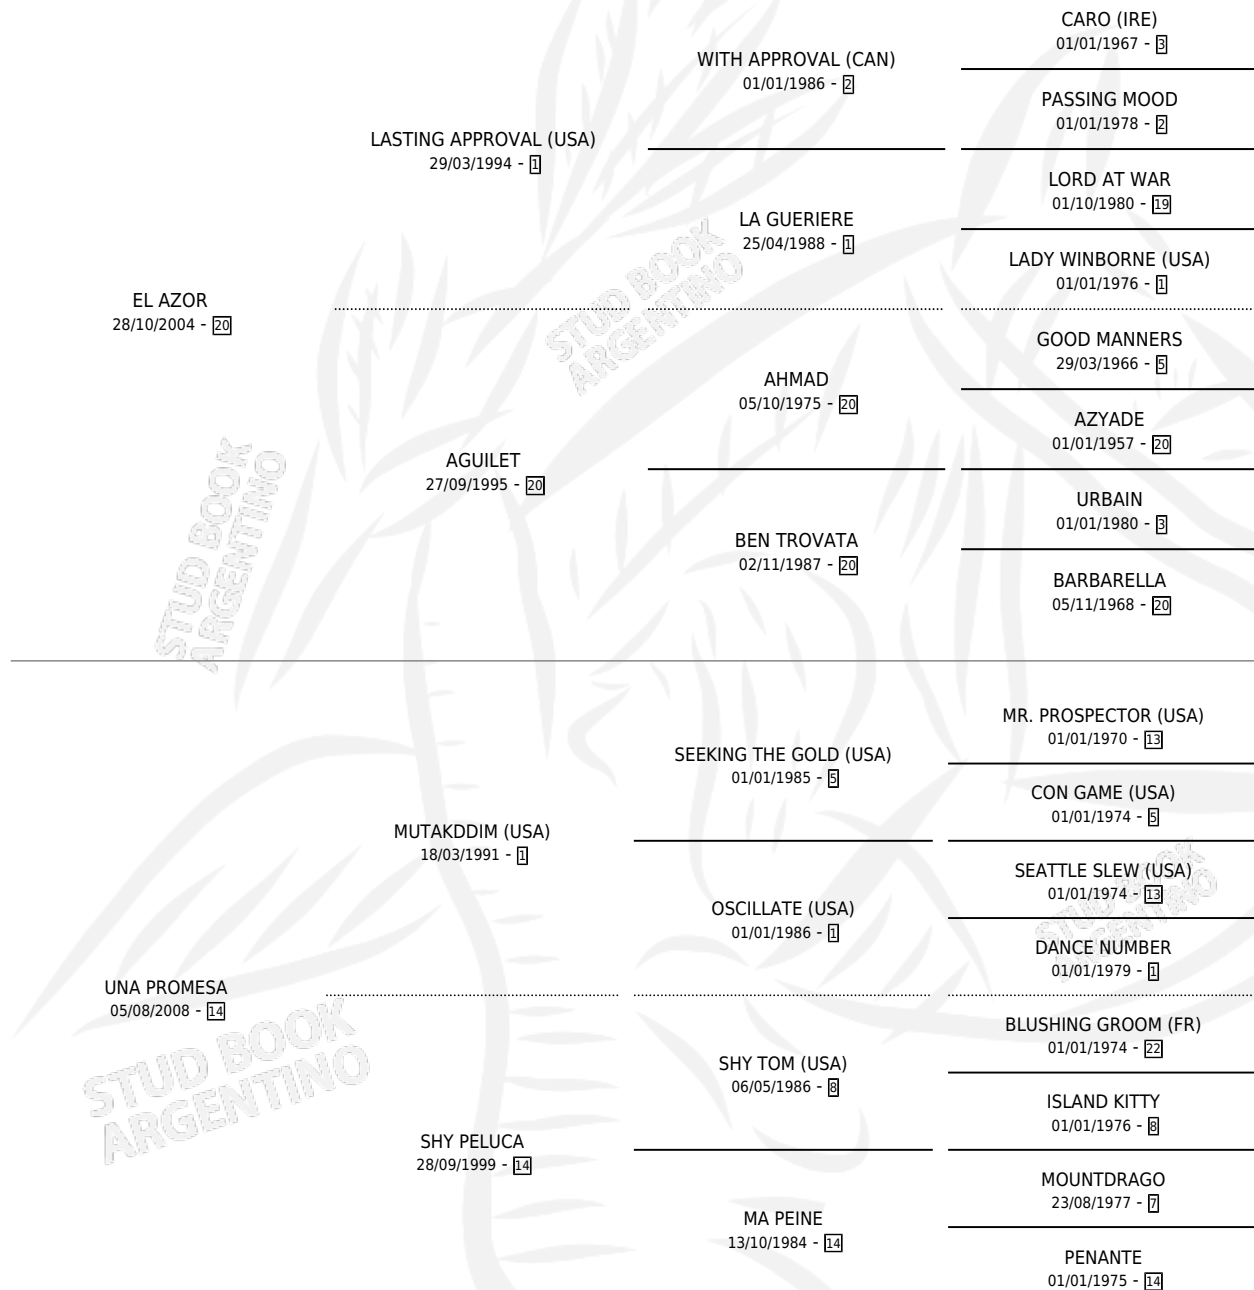 CARO (IRE)
01/01/1967 - 3
WITH APPROVAL (CAN)
01/01/1986 - 2
PASSING MOOD
01/01/1978 - 2
LASTING APPROVAL (USA)
29/03/1994 - 1
LORD AT WAR
01/10/1980 - 19
LA GUERIERE
25/04/1988 - 1
LADY WINBORNE (USA)
01/01/1976 - 1
EL AZOR
28/10/2004 - 20
GOOD MANNERS
29/03/1966 - 5
AHMAD
05/10/1975 - 20
AZYADE
01/01/1957 - 20
AGUILET
27/09/1995 - 20
URBAIN
01/01/1980 - 3
BEN TROVATA
02/11/1987 - 20
BARBARELLA
05/11/1968 - 20
MR. PROSPECTOR (USA)
01/01/1970 - 13
SEEKING THE GOLD (USA)
01/01/1985 - 5
CON GAME (USA)
01/01/1974 - 5
MUTAKDDIM (USA)
18/03/1991 - 1
SEATTLE SLEW (USA)
01/01/1974 - 13
OSCILLATE (USA)
01/01/1986 - 1
DANCE NUMBER
01/01/1979 - 1
UNA PROMESA
05/08/2008 - 14
BLUSHING GROOM (FR)
01/01/1974 - 22
SHY TOM (USA)
06/05/1986 - 8
ISLAND KITTY
01/01/1976 - 8
SHY PELUCA
28/09/1999 - 14
MOUNTDRAGO
23/08/1977 - 7
MA PEINE
13/10/1984 - 14
PENANTE
01/01/1975 - 14
STUD BOOK
ARGENTINO
STUD BOOK
ARGENTINO
STUD BOOK
ARGENTINO
STUD BOOK
ARGENTINO